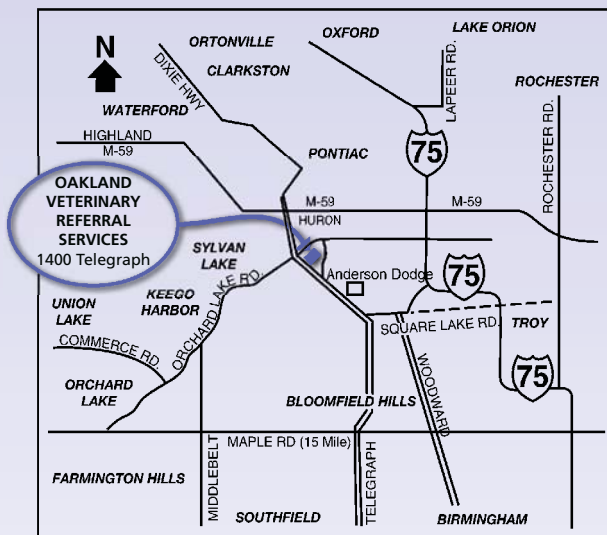 LAKE ORION
OXFORD
ORTONVILLE
N
DIXIE HWY
CLARKSTON
LAPEER RD.
ROCHESTER
WATERFORD
ROCHESTER RD.
HIGHLAND
M-59
PONTIAC
75
OAKLAND
VETERINARY
REFERRAL
SERVICES
1400 Telegraph
M-59
HURON
M-59
SYLVAN
LAKE
Anderson Dodge
75
KEEGO
HARBOR
ORCHARD LAKE RD.
UNION
LAKE
SQUARE LAKE RD.
TROY
COMMERCE RD.
ORCHARD
LAKE
WOODWARD
75
BLOOMFIELD HILLS
MAPLE RD (15 Mile)
MIDDLEBELT
TELEGRAPH
FARMINGTON HILLS
SOUTHFIELD
BIRMINGHAM